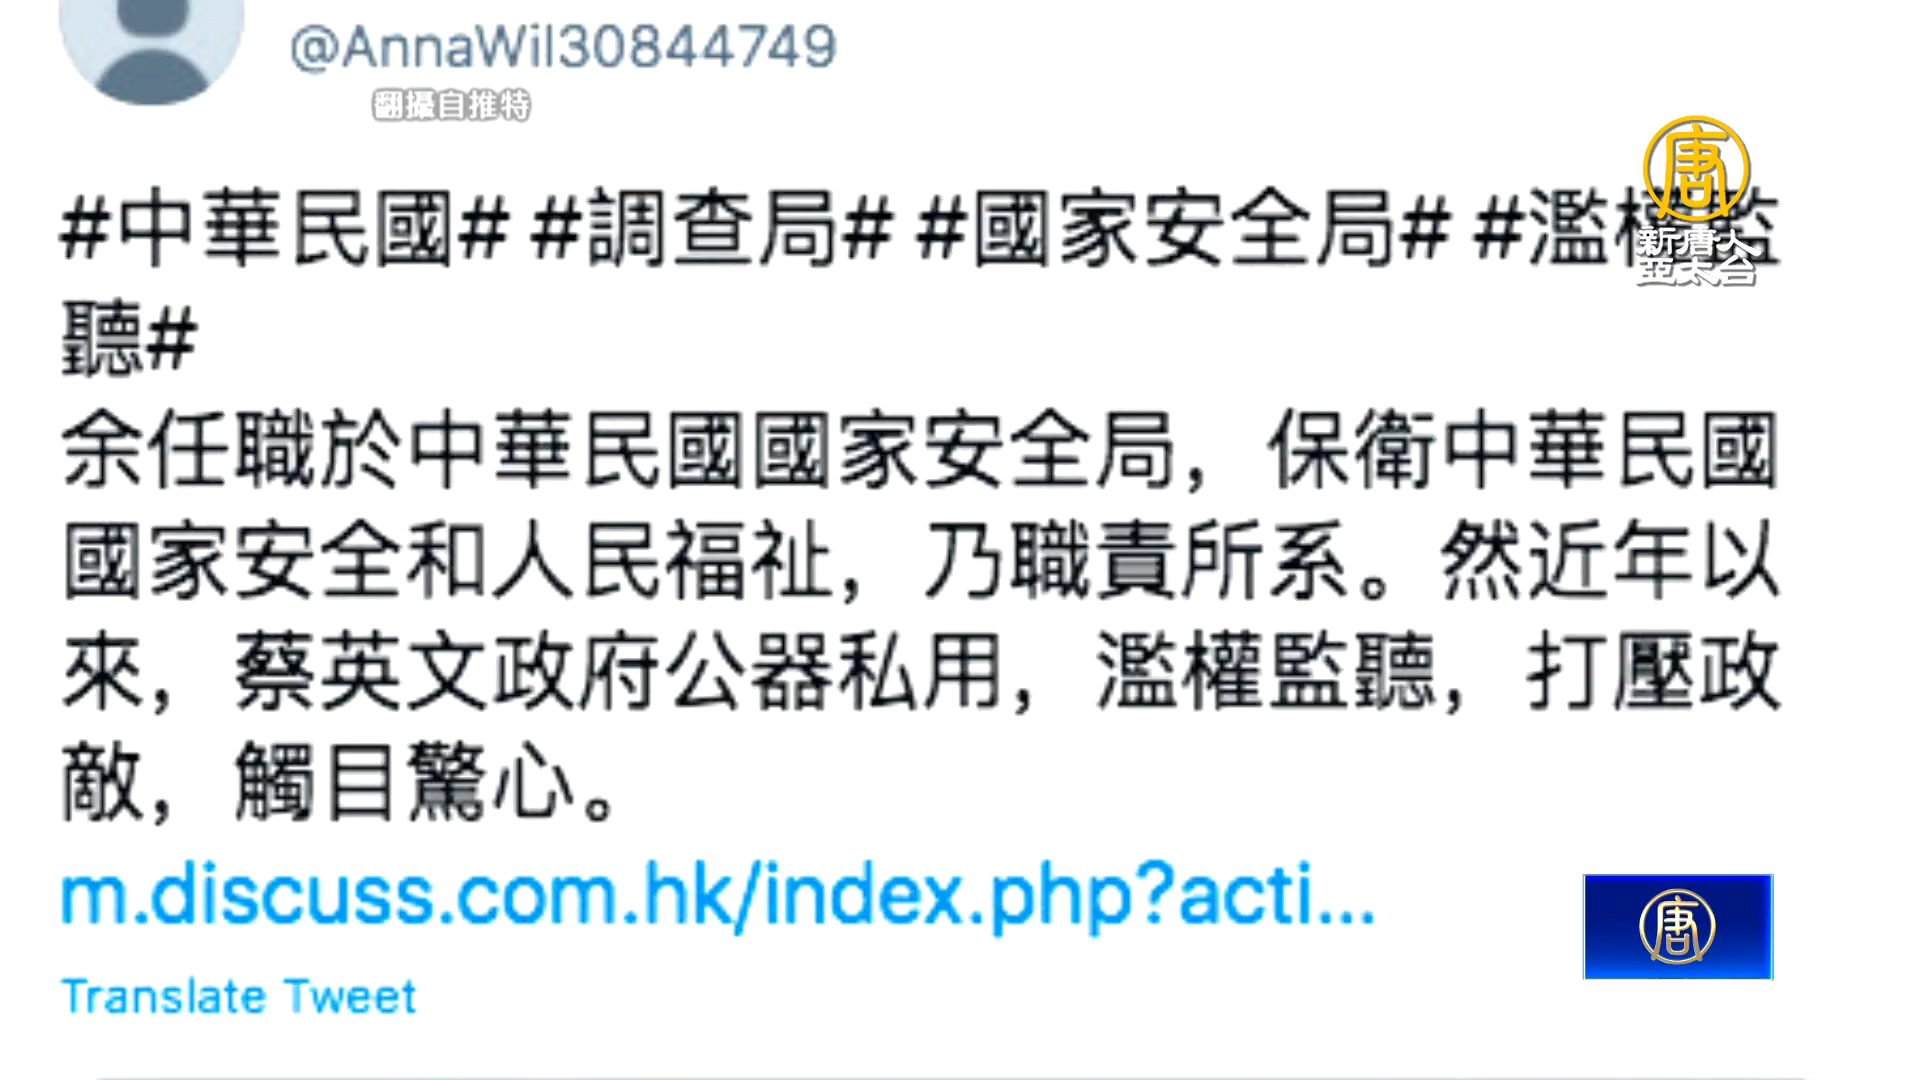 @AnnaWil30844749
翻攝自推特
#中華民國# #調查局# #國家安全局# #濫權監
聽#
唐
新唐人
亞太台
余任職於中華民國國家安全局，保衛中華民國
國家安全和人民福祉，乃職責所系。然近年以
來，蔡英文政府公器私用，濫權監聽，打壓政
敵，觸目驚心。
m.discuss.com.hk/index.php?acti...
唐
Translate Tweet